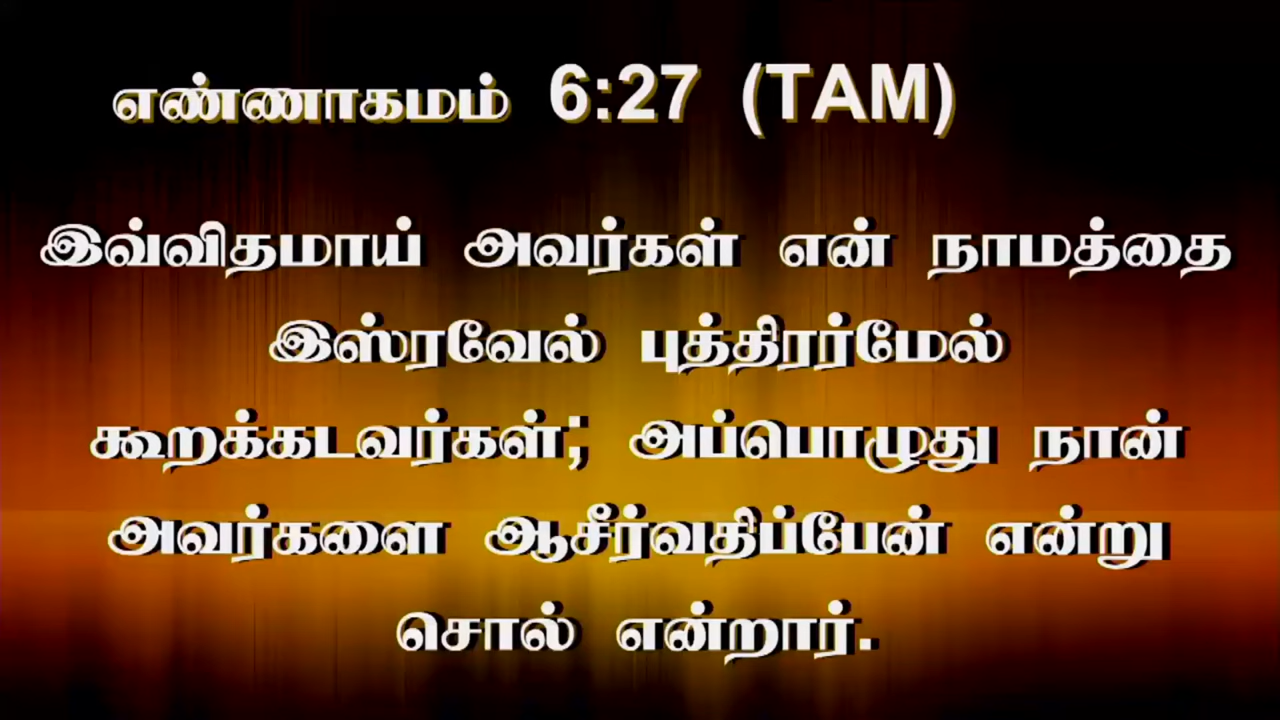 எண்ணாகமம் 6:27 (TAM)
இவ்விதமாய் அவர்கள் என் நாமத்தை
இஸ்ரவேல் புத்திரர்மேல்
கூறக்கடவர்கள்; அப்பொழுது நான்
அவர்களை ஆசீர்வதிப்பேன் என்று
சொல் என்றார்.